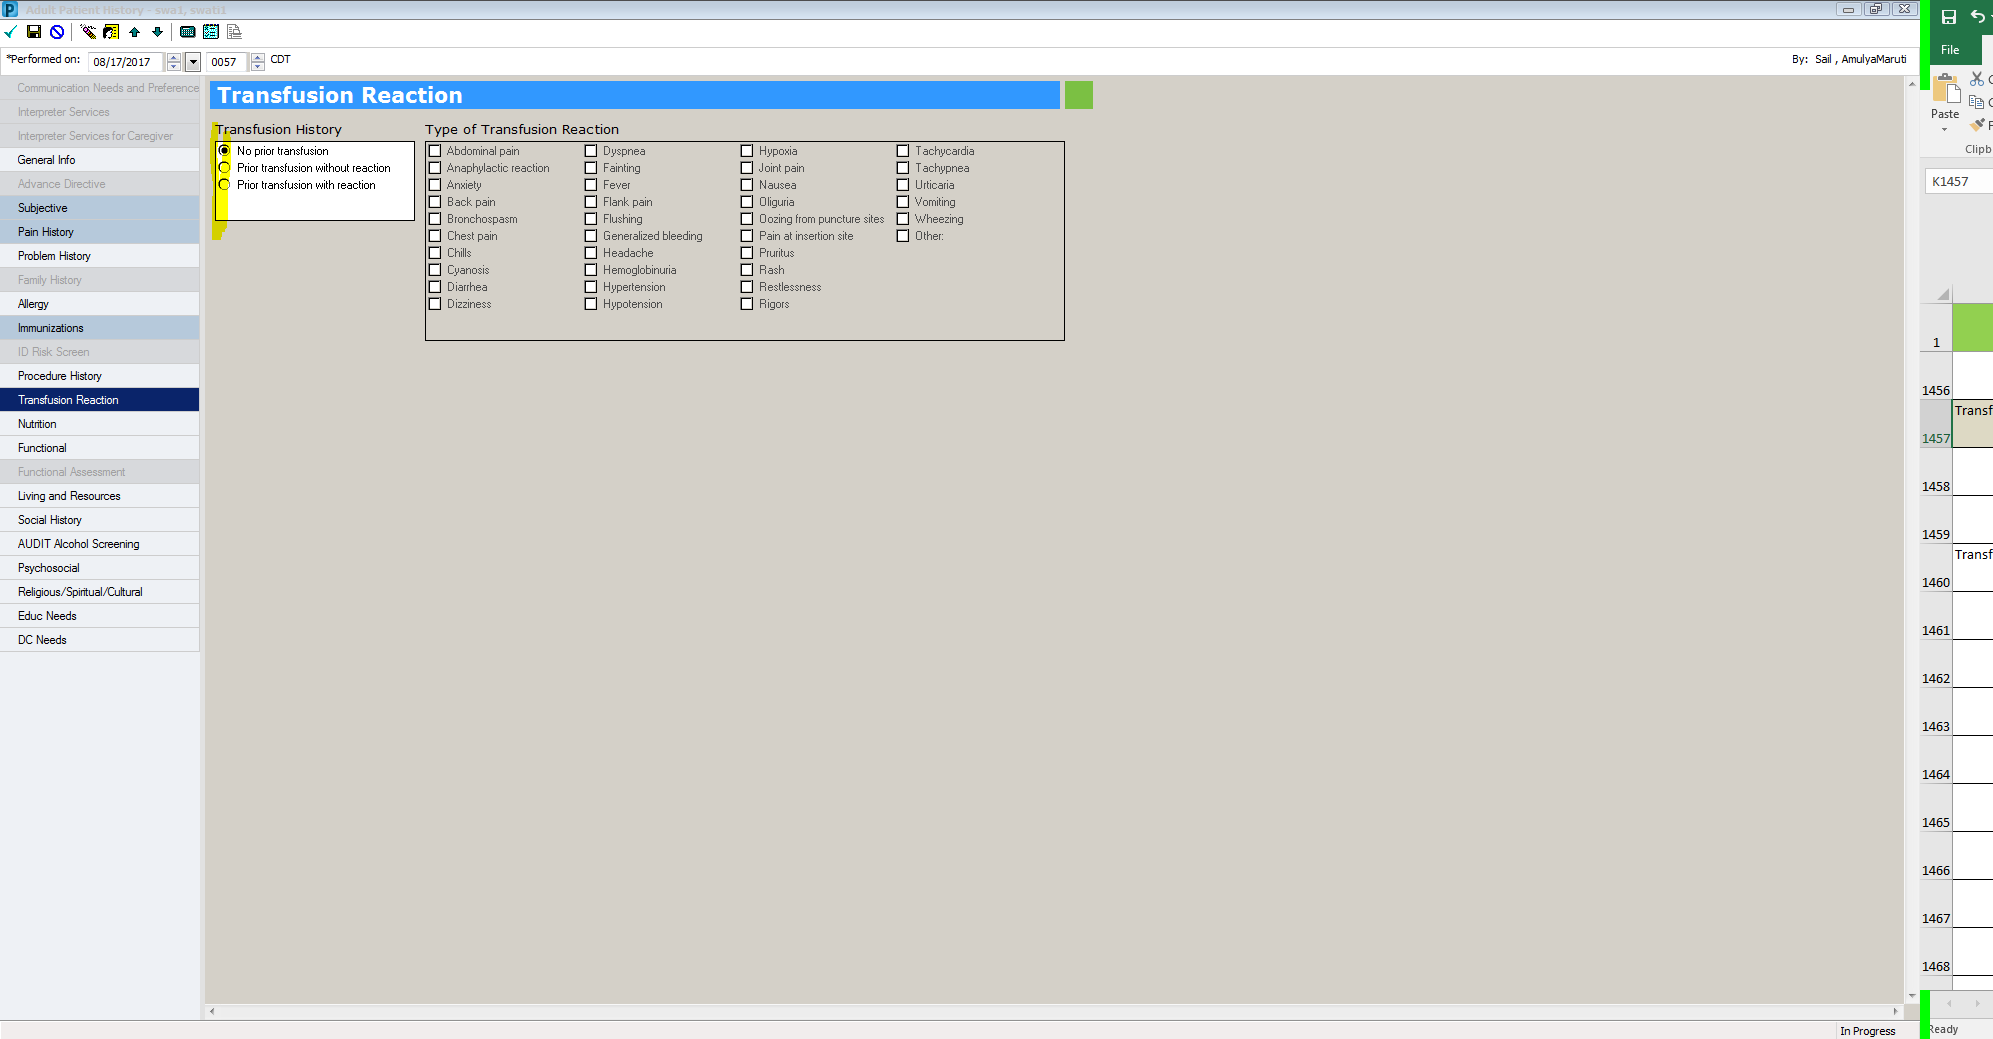 Adult Patient History - swa1, swati1
File
*Performed on: 08/17/2017 0057 CDT
By: Sail , AmulyaMaruti
Paste
Clipb
K1457
Communication Needs and Preference
Interpreter Services
Interpreter Services for Caregiver
General Info
Advance Directive
Subjective
Pain History
Problem History
Family History
Allergy
Immunizations
ID Risk Screen
Procedure History
Transfusion Reaction
Nutrition
Functional
Functional Assessment
Living and Resources
Social History
AUDIT Alcohol Screening
Psychosocial
Religious/Spiritual/Cultural
Educ Needs
DC Needs
Transfusion Reaction
Transfusion History
No prior transfusion
Prior transfusion without reaction
Prior transfusion with reaction
Type of Transfusion Reaction
Abdominal pain
Anaphylactic reaction
Anxiety
Back pain
Bronchospasm
Chest pain
Chills
Cyanosis
Diarrhea
Dizziness
Dyspnea
Fainting
Fever
Flank pain
Flushing
Generalized bleeding
Headache
Hemoglobinuria
Hypertension
Hypotension
Hypoxia
Joint pain
Nausea
Oliguria
Oozing from puncture sites
Pain at insertion site
Pruritus
Rash
Restlessness
Rigors
Tachycardia
Tachypnea
Urticaria
Vomiting
Wheezing
Other:
1
1456
Transf
1457
1458
1459
Transf
1460
1461
1462
1463
1464
1465
1466
1467
1468
In Progress
Ready